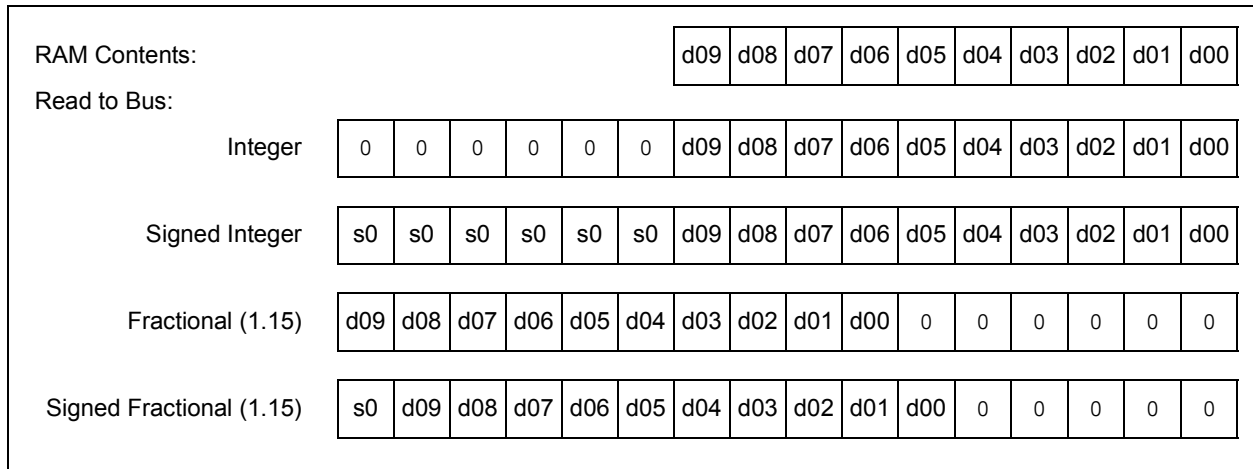 RAM Contents: d09 d08 d07 d06 d05 d04 d03 d02 d01 d00
Read to Bus:
Integer 0 0 0 0 0 0 d09 d08 d07 d06 d05 d04 d03 d02 d01 d00
Signed Integer s0 s0 s0 s0 s0 s0 d09 d08 d07 d06 d05 d04 d03 d02 d01 d00
Fractional (1.15) d09 d08 d07 d06 d05 d04 d03 d02 d01 d00 0 0 0 0 0 0
Signed Fractional (1.15) s0 d09 d08 d07 d06 d05 d04 d03 d02 d01 d00 0 0 0 0 0